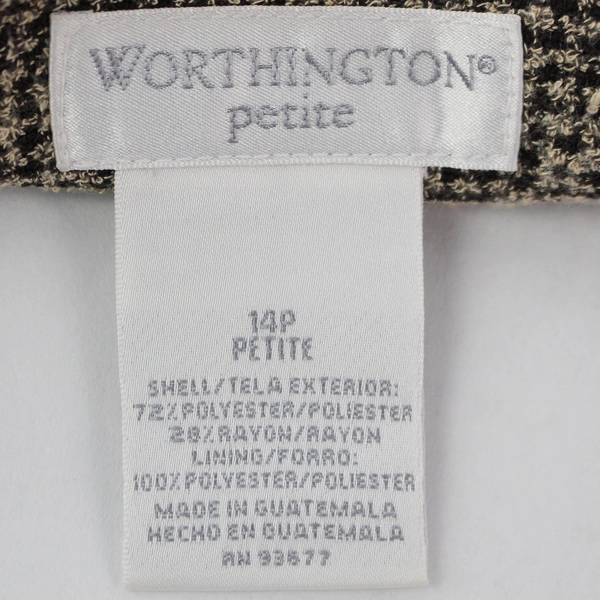 WORTHINGTON®
petite
14P
PETITE
SHELL/TELA EXTERIOR:
72%POLYESTER/POLIESTER
28%RAYON/RAYON
LINING/FORRO:
100%POLYESTER/POLIESTER
MADE IN GUATEMALA
HECHO EN GUATEMALA
RN 93677